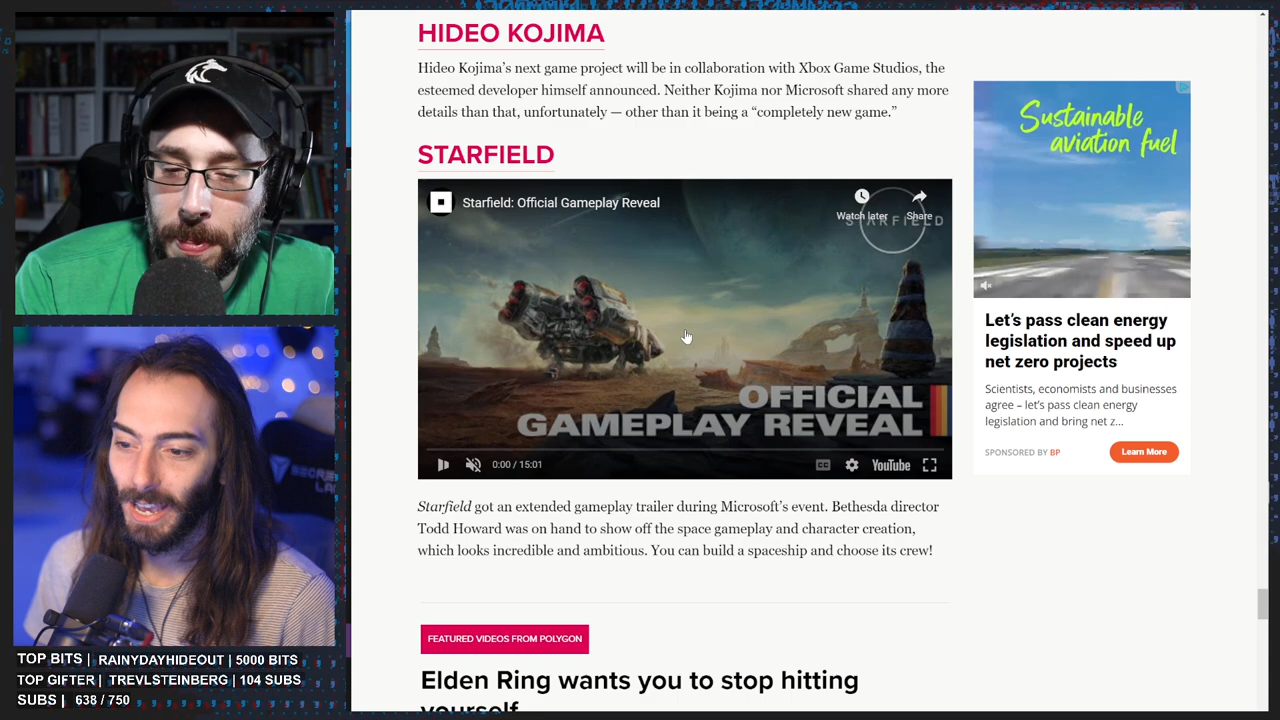 HIDEO KOJIMA
Hideo Kojima’s next game project will be in collaboration with Xbox Game Studios, the
esteemed developer himself announced. Neither Kojima nor Microsoft shared any more
details than that, unfortunately — other than it being a “completely new game.”
STARFIELD
Starfield: Official Gameplay Reveal
Watch later
Share
STARFIELD
OFFICIAL
GAMEPLAY REVEAL
0:00 / 15:01
CC
YouTube
Starfield got an extended gameplay trailer during Microsoft’s event. Bethesda director
Todd Howard was on hand to show off the space gameplay and character creation,
which looks incredible and ambitious. You can build a spaceship and choose its crew!
FEATURED VIDEOS FROM POLYGON
Elden Ring wants you to stop hitting
yourself
Sustainable
aviation fuel
Let’s pass clean energy
legislation and speed up
net zero projects
Scientists, economists and businesses
agree – let’s pass clean energy
legislation and bring net z...
SPONSORED BY BP
Learn More
TOP BITS | RAINYDAYHIDEOUT | 5000 BITS
TOP GIFTER | TREVLSTEINBERG | 104 SUBS
SUBS | 638 / 750